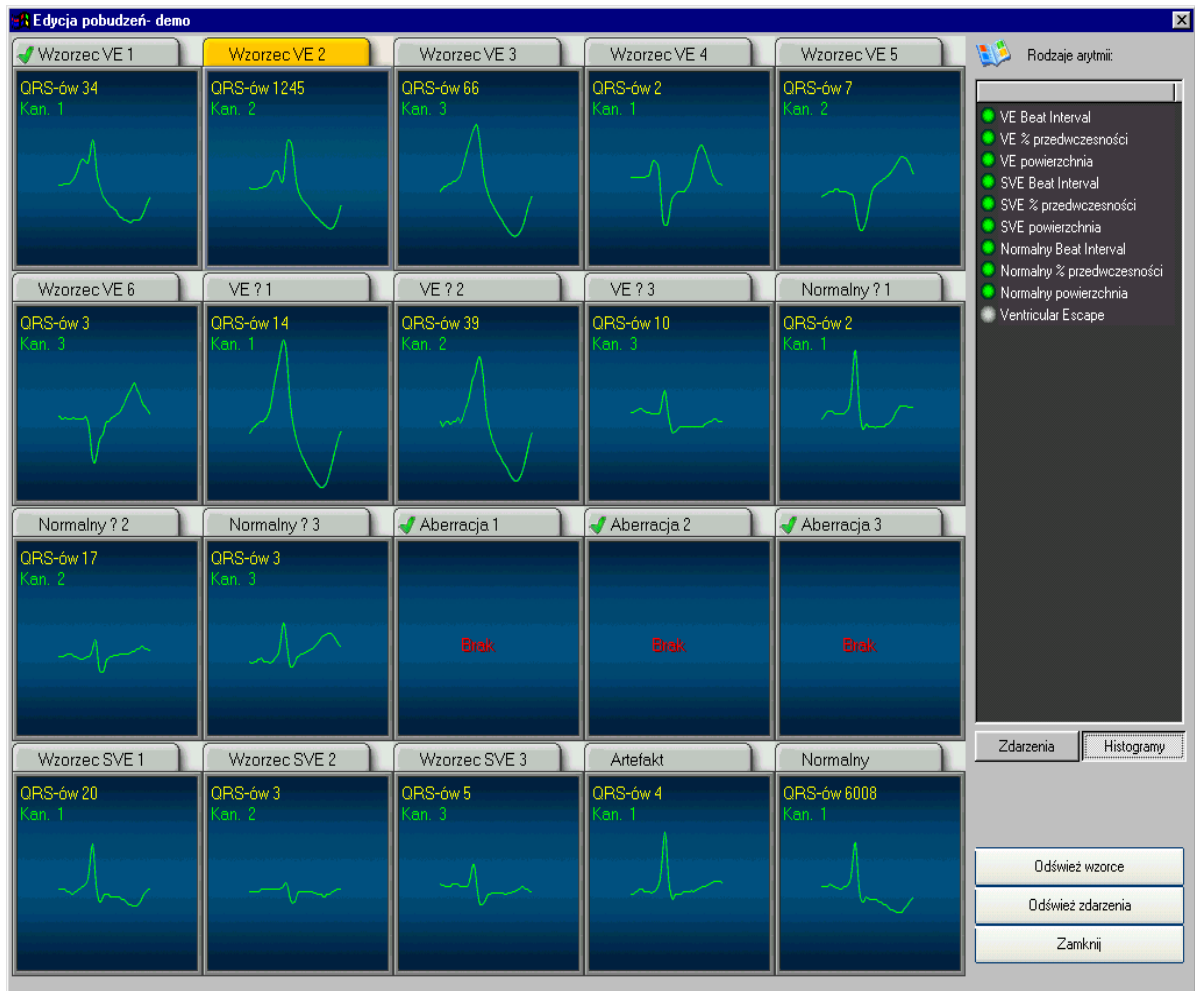 Edycja pobudzeń- demo
Wzorzec VE 1
Wzorzec VE 2
Wzorzec VE 3
Wzorzec VE 4
Wzorzec VE 5
QRS-ów 34
Kan. 1
QRS-ów 1245
Kan. 2
QRS-ów 66
Kan. 3
QRS-ów 2
Kan. 1
QRS-ów 7
Kan. 2
Wzorzec VE 6
VE ? 1
VE ? 2
VE ? 3
Normalny ? 1
QRS-ów 3
Kan. 3
QRS-ów 14
Kan. 1
QRS-ów 39
Kan. 2
QRS-ów 10
Kan. 3
QRS-ów 2
Kan. 1
Normalny ? 2
Normalny ? 3
Aberracja 1
Aberracja 2
Aberracja 3
QRS-ów 17
Kan. 2
QRS-ów 3
Kan. 3
Brak
Brak
Brak
Wzorzec SVE 1
Wzorzec SVE 2
Wzorzec SVE 3
Artefakt
Normalny
QRS-ów 20
Kan. 1
QRS-ów 3
Kan. 2
QRS-ów 5
Kan. 3
QRS-ów 4
Kan. 1
QRS-ów 6008
Kan. 1
Rodzaje arytmii:
VE Beat Interval
VE % przedwczesności
VE powierzchnia
SVE Beat Interval
SVE % przedwczesności
SVE powierzchnia
Normalny Beat Interval
Normalny % przedwczesności
Normalny powierzchnia
Ventricular Escape
Zdarzenia
Histogramy
Odśwież wzorce
Odśwież zdarzenia
Zamknij